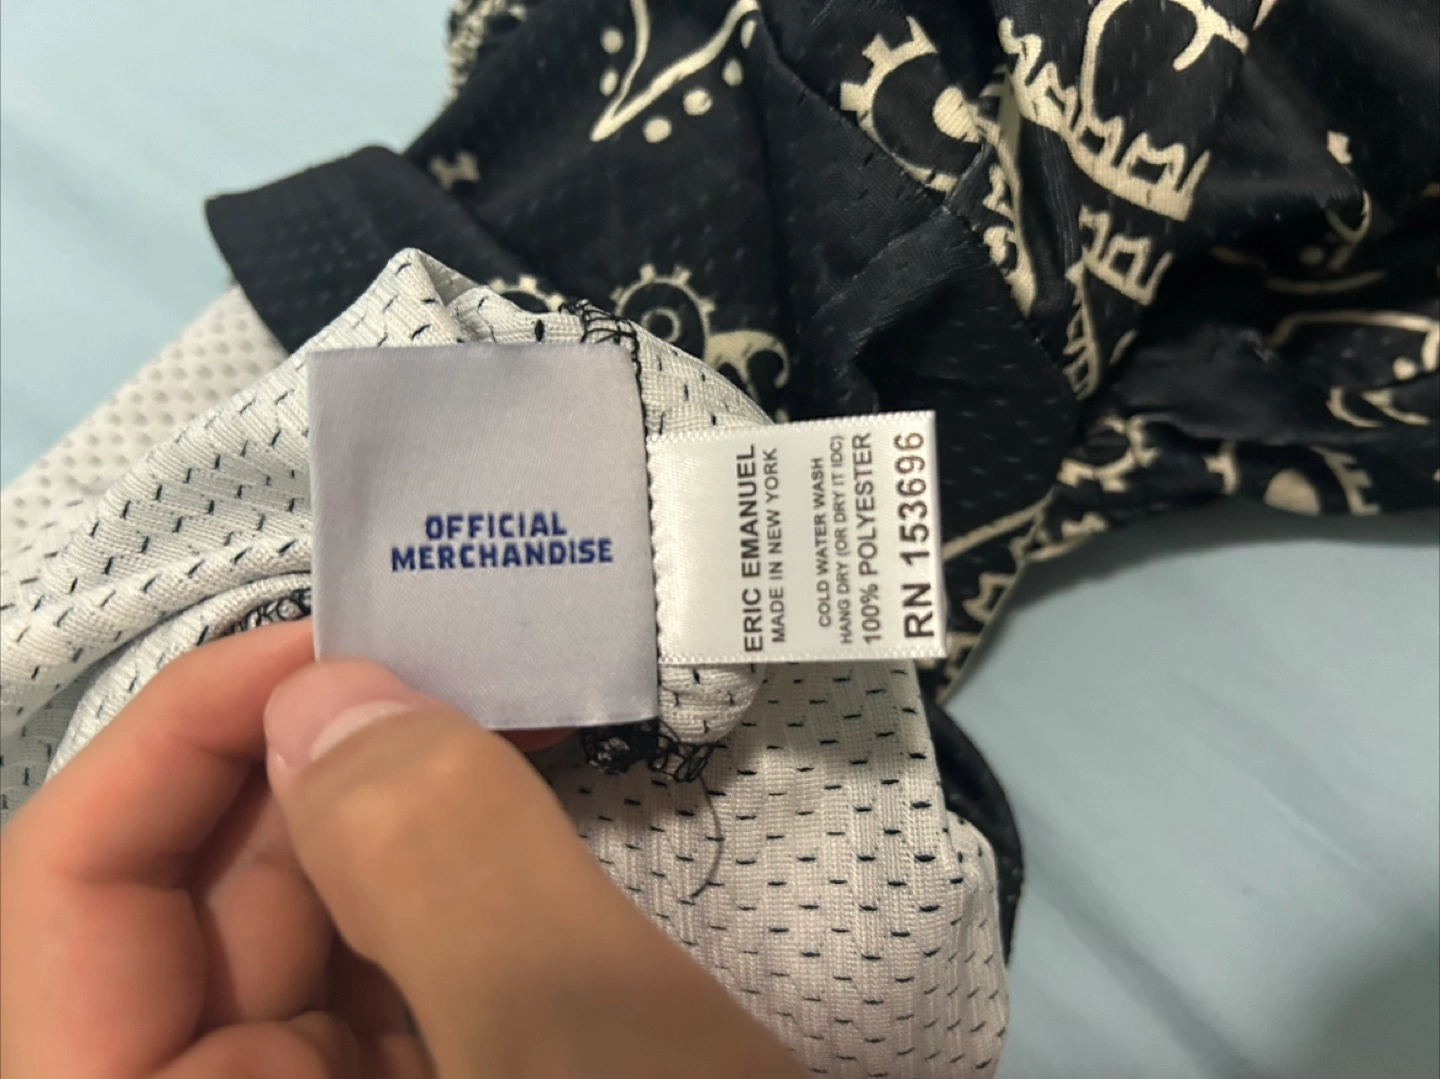 OFFICIAL
MERCHANDISE
ERIC EMANUEL
MADE IN NEW YORK
COLD WATER WASH
HANG DRY (OR DRY IT IDC)
100% POLYESTER
RN 153696